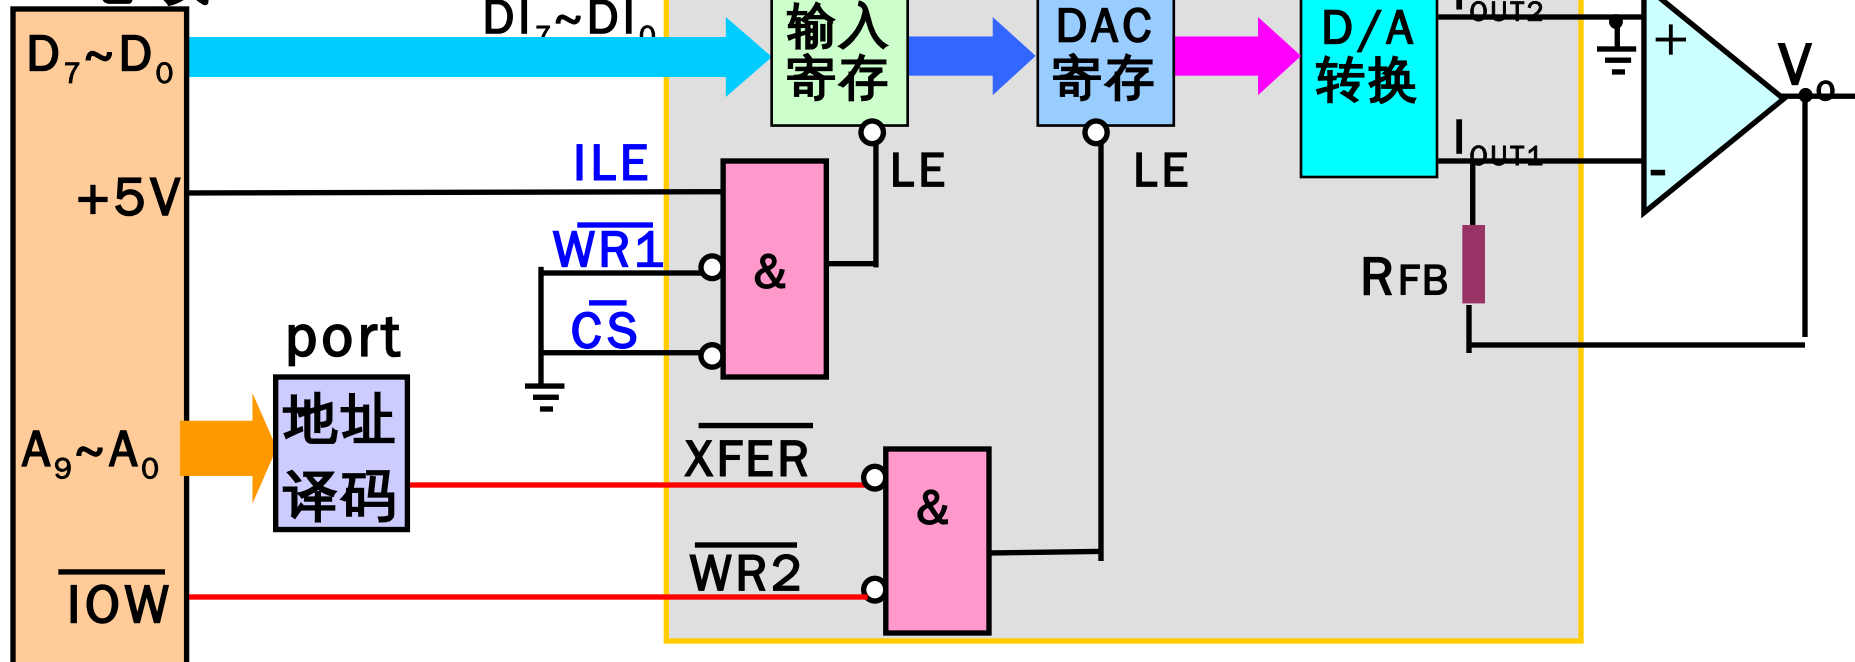 DI7~DI0
输入
寄存
DAC
寄存
D/A
转换
IOUT2
D7~D0
+
Vo
ILE
LE
LE
IOUT1
-
+5V
WR1
&
CS
RFB
port
地址
译码
A9~A0
XFER
&
WR2
IOW